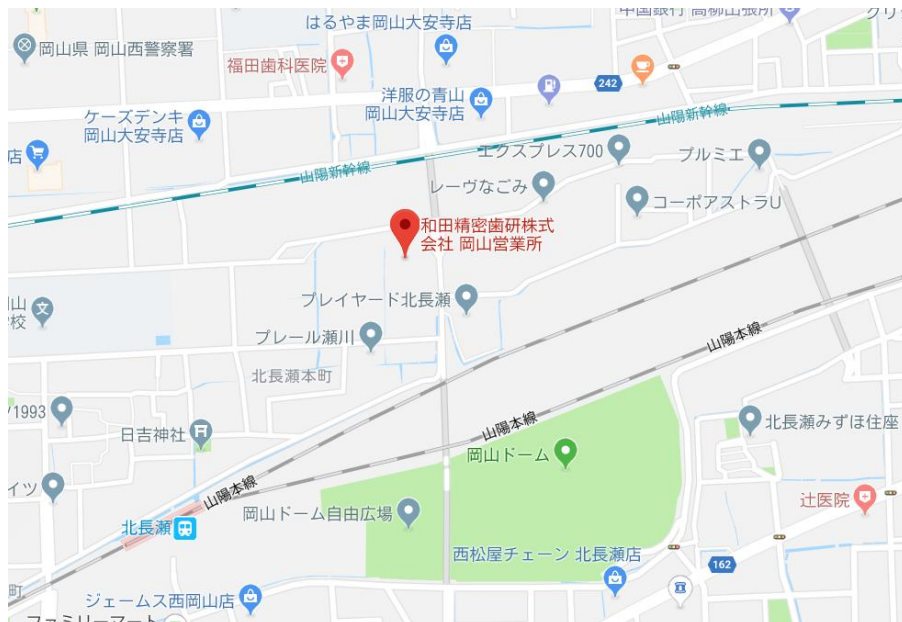 はるやま岡山大安寺店
岡山県 岡山西警察署
福田歯科医院
242
洋服の青山
岡山大安寺店
ケーズデンキ
岡山大安寺店
山陽新幹線
店
エクスプレス700
ブルミエ
山陽新幹線
レーヴなごみ
コーポアストラU
和田精密歯研株式
会社 岡山営業所
プレイヤード北長瀬
プレール瀬川
山陽本線
北長瀬本町
/1993
日吉神社
山陽本線
北長瀬みずほ住座
岡山ドーム
山陽本線
辻医院
岡山ドーム自由広場
北長瀬
西松屋チェーン 北長瀬店
162
ジェームス西岡山店